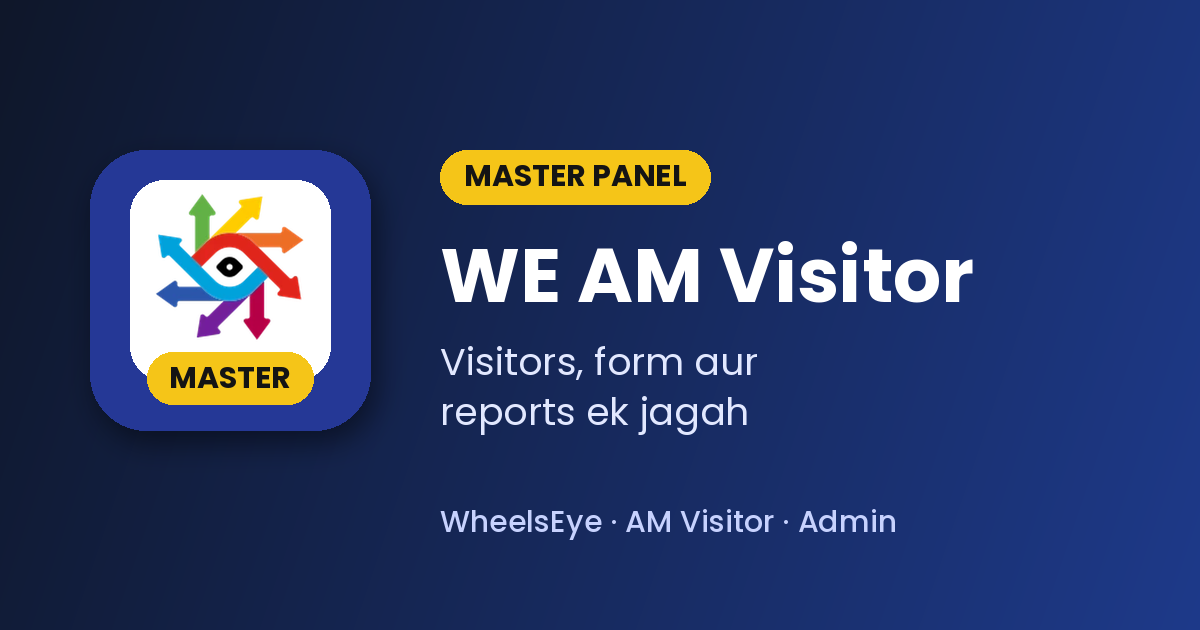 MASTER
MASTER PANEL
WE AM Visitor
Visitors, form aur
reports ek jagah
WheelsEye · AM Visitor · Admin